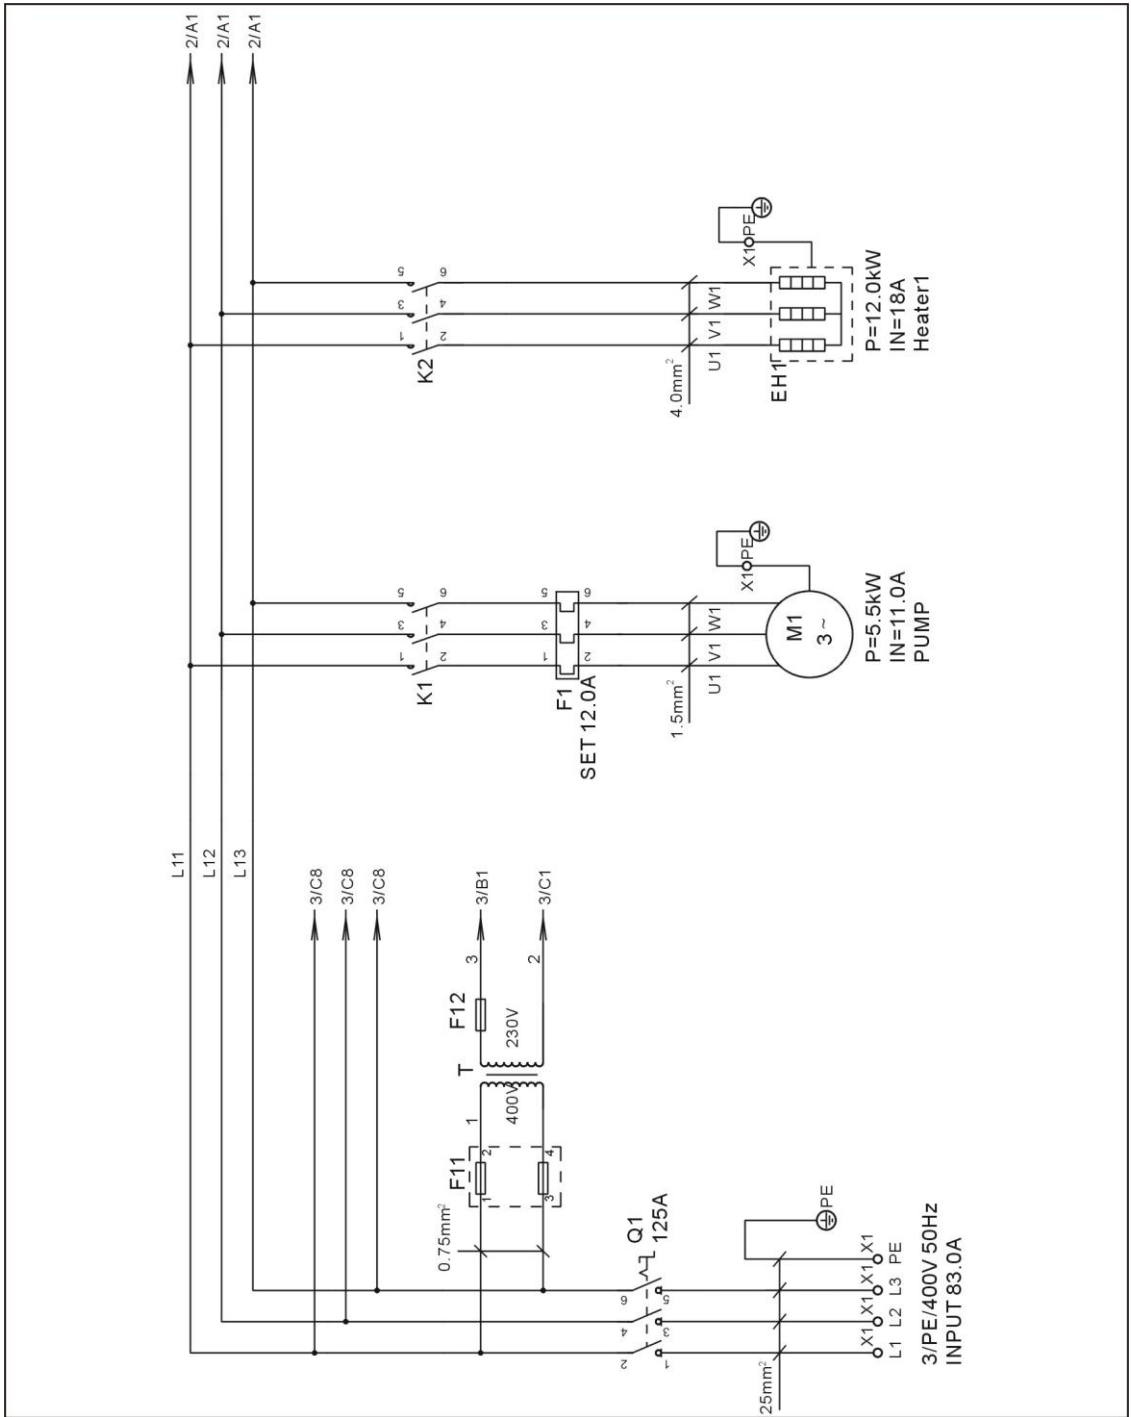 2/A1
2/A1
2/A1
L11
L12
L13
3/C8
3/C8
3/C8
3/B1
3/C1
3
2
F12
230V
T
400V
1
F11
1
2
3
4
0.75mm²
Q1
125A
2
4
6
1
3
5
25mm²
X1
X1
X1
X1
L1
L2
L3
PE
PE
3/PE/400V 50Hz
INPUT 83.0A
K1
1
3
5
2
4
6
F1
SET 12.0A
1
3
5
2
4
6
1.5mm²
U1
V1
W1
X1
PE
M1
3~
P=5.5kW
IN=11.0A
PUMP
K2
1
3
5
2
4
6
4.0mm²
U1
V1
W1
X1
PE
EH1
P=12.0kW
IN=18A
Heater1